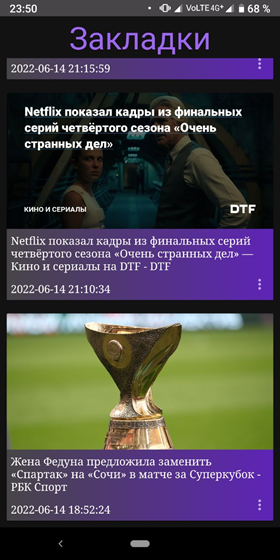 23:50
VoLTE 4G+ 68 %
Закладки
2022-06-14 21:15:59
Netflix показал кадры из финальных
серий четвёртого сезона «Очень
странных дел»
КИНО И СЕРИАЛЫ
DTF
Netflix показал кадры из финальных серий
четвёртого сезона «Очень странных дел» —
Кино и сериалы на DTF - DTF
2022-06-14 21:10:34
Жена Федуна предложила заменить
«Спартак» на «Сочи» в матче за Суперкубок -
РБК Спорт
2022-06-14 18:52:24